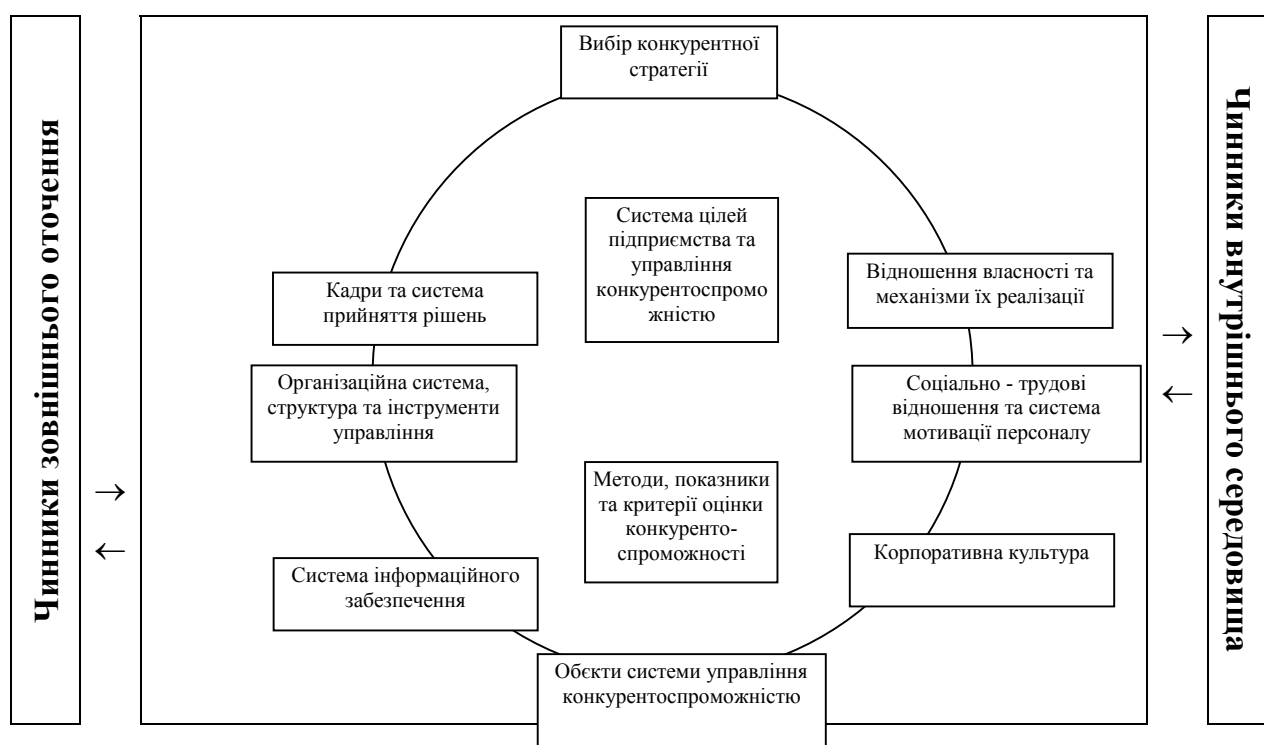 Чинники зовнішнього оточення
Вибір конкурентної
стратегії
Система цілей
підприємства та
управління
конкурентоспромо
жністю
Кадри та система
прийняття рішень
Відношення власності та
механізми їх реалізації
Організаційна система,
структура та інструменти
управління
Соціально - трудові
відношення та система
мотивації персоналу
Методи, показники
та критерії оцінки
конкуренто-
спроможності
Система інформаційного
забезпечення
Корпоративна культура
Обєкти системи управління
конкурентоспроможністю
Чинники внутрішнього середовища